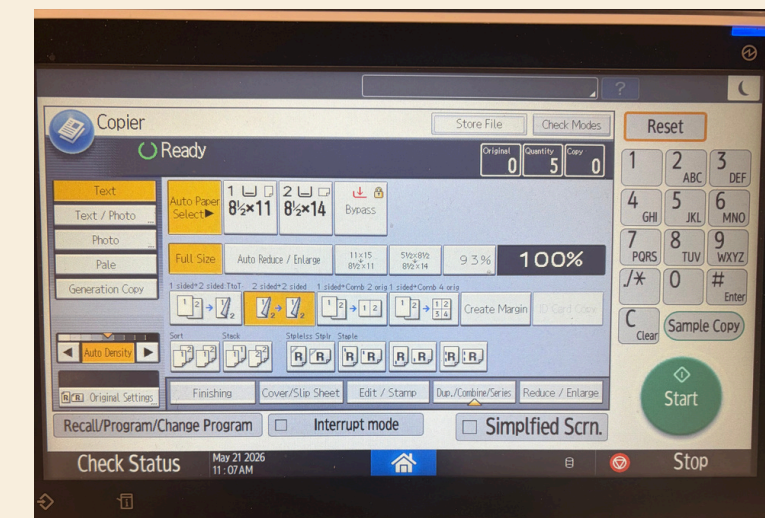 Copier
Store File
Check Modes
Ready
Original 0
Quantity 5
Copy 0
Text
Text / Photo
Photo
Pale
Generation Copy
Auto Density
Original Settings
Auto Paper Select▶
1 8½×11
2 8½×14
Bypass
Full Size
Auto Reduce / Enlarge
11×15 8½×11
5½×8½ 8½×14
93%
100%
1 sided→2 sided TtoT
2 sided→2 sided
1 sided→Comb 2 orig
1 sided→Comb 4 orig
Create Margin
Sort
Stack
Staple
Finishing
Cover/Slip Sheet
Edit / Stamp
Dup./Combine/Series
Reduce / Enlarge
Recall/Program/Change Program
Interrupt mode
Simplfied Scrn.
Check Status
May 21 2026
11:07AM
Stop
?
Reset
1
2 ABC
3 DEF
4 GHI
5 JKL
6 MNO
7 PQRS
8 TUV
9 WXYZ
./*
0
# Enter
C Clear
Sample Copy
Start